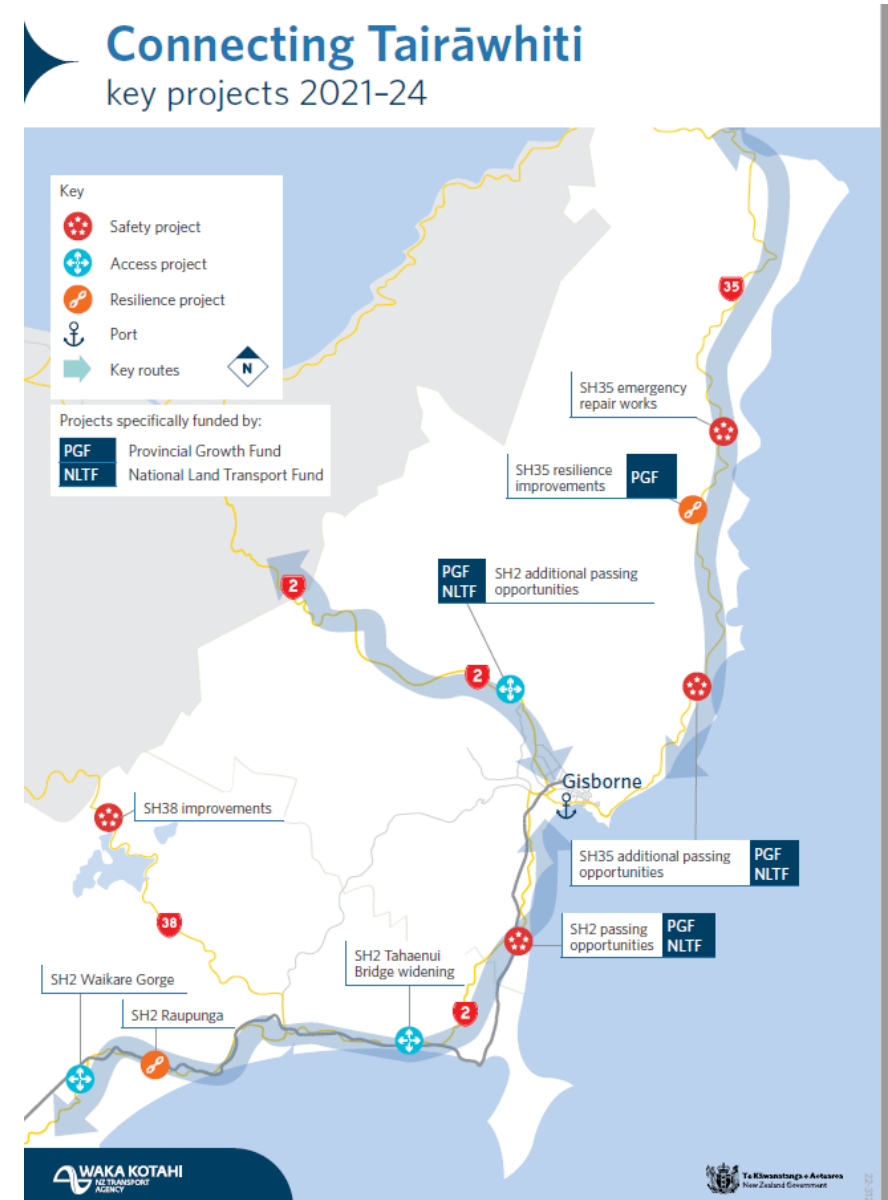 Connecting Tairāwhiti
key projects 2021–24
Key
Safety project
Access project
Resilience project
Port
Key routes
N
Projects specifically funded by:
PGF Provincial Growth Fund
NLTF National Land Transport Fund
35
SH35 emergency
repair works
SH35 resilience
improvements
PGF
PGF
NLTF
SH2 additional passing
opportunities
2
2
Gisborne
SH38 improvements
SH35 additional passing
opportunities
PGF
NLTF
38
SH2 passing
opportunities
PGF
NLTF
SH2 Tahaenui
Bridge widening
SH2 Waikare Gorge
2
SH2 Raupunga
WAKA KOTAHI
NZ TRANSPORT
AGENCY
Te Kāwanatanga o Aotearoa
New Zealand Government